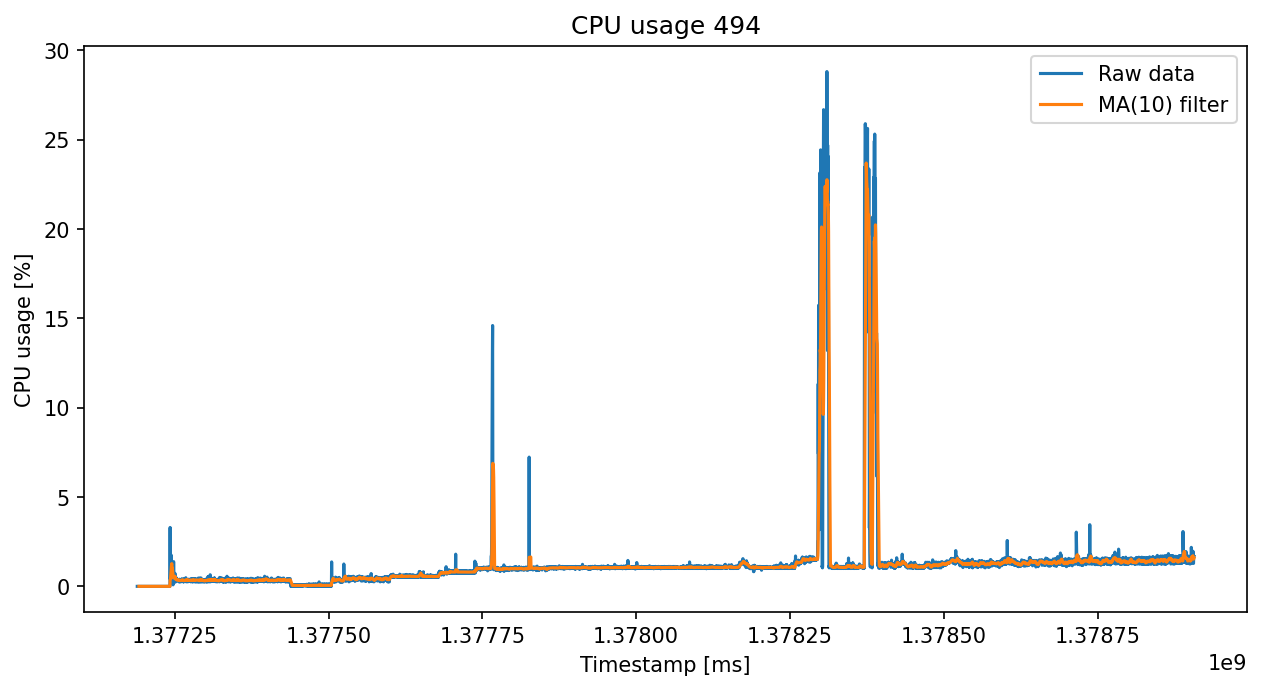 CPU usage 494
30
25
20
15
10
5
0
CPU usage [%]
Raw data
MA(10) filter
1.37725 1.37750 1.37775 1.37800 1.37825 1.37850 1.37875
1e9
Timestamp [ms]